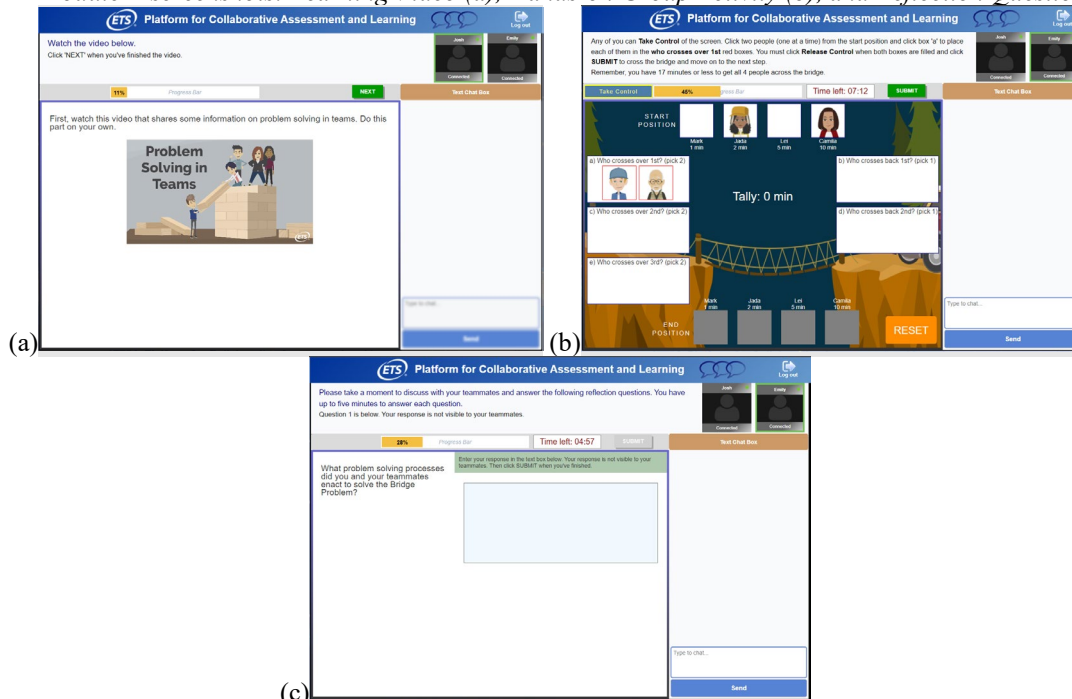 ETS Platform for Collaborative Assessment and Learning
Log out
Watch the video below.
Click 'NEXT' when you've finished the video.
Josh
Emily
Connected
Connected
11%
Progress Bar
NEXT
Text Chat Box
First, watch this video that shares some information on problem solving in teams. Do this
part on your own.
Problem
Solving in
Teams
ETS
Type to chat...
Send
(a)
ETS Platform for Collaborative Assessment and Learning
Log out
Any of you can Take Control of the screen. Click two people (one at a time) from the start position and click box 'a' to place
each of them in the who crosses over 1st red boxes. You must click Release Control when both boxes are filled and click
SUBMIT to cross the bridge and move on to the next step.
Remember, you have 17 minutes or less to get all 4 people across the bridge.
Josh
Emily
Connected
Connected
Take Control
45%
Time left: 07:12
SUBMIT
Text Chat Box
START
POSITION
Mark
1 min
Jada
2 min
Lei
5 min
Camila
10 min
a) Who crosses over 1st? (pick 2)
b) Who crosses back 1st? (pick 1)
Tally: 0 min
c) Who crosses over 2nd? (pick 2)
d) Who crosses back 2nd? (pick 1)
e) Who crosses over 3rd? (pick 2)
Mark
1 min
Jada
2 min
Lei
5 min
Camila
10 min
END
POSITION
RESET
Type to chat...
Send
(b)
ETS Platform for Collaborative Assessment and Learning
Log out
Please take a moment to discuss with your teammates and answer the following reflection questions. You have
up to five minutes to answer each question.
Question 1 is below. Your response is not visible to your teammates.
Josh
Emily
Connected
Connected
28%
Progress Bar
Time left: 04:57
SUBMIT
Text Chat Box
What problem solving processes
did you and your teammates
enact to solve the Bridge
Problem?
Enter your response in the text box below. Your response is not visible to your
teammates. Then click SUBMIT when you've finished.
Type to chat...
Send
(c)